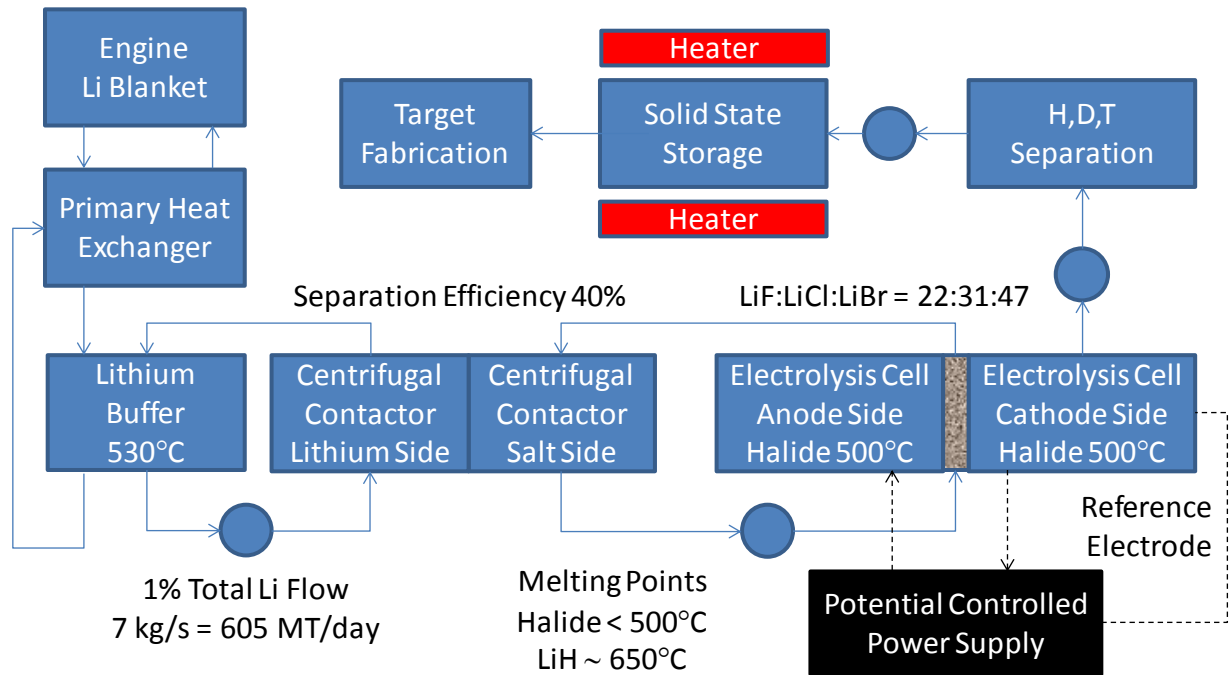 Engine
Li Blanket
Heater
Target
Fabrication
Solid State
Storage
H,D,T
Separation
Heater
Primary Heat
Exchanger
Separation Efficiency 40%
LiF:LiCl:LiBr = 22:31:47
Lithium
Buffer
530°C
Centrifugal
Contactor
Lithium Side
Centrifugal
Contactor
Salt Side
Electrolysis Cell
Anode Side
Halide 500°C
Electrolysis Cell
Cathode Side
Halide 500°C
Reference
Electrode
1% Total Li Flow
7 kg/s = 605 MT/day
Melting Points
Halide < 500°C
LiH ~ 650°C
Potential Controlled
Power Supply